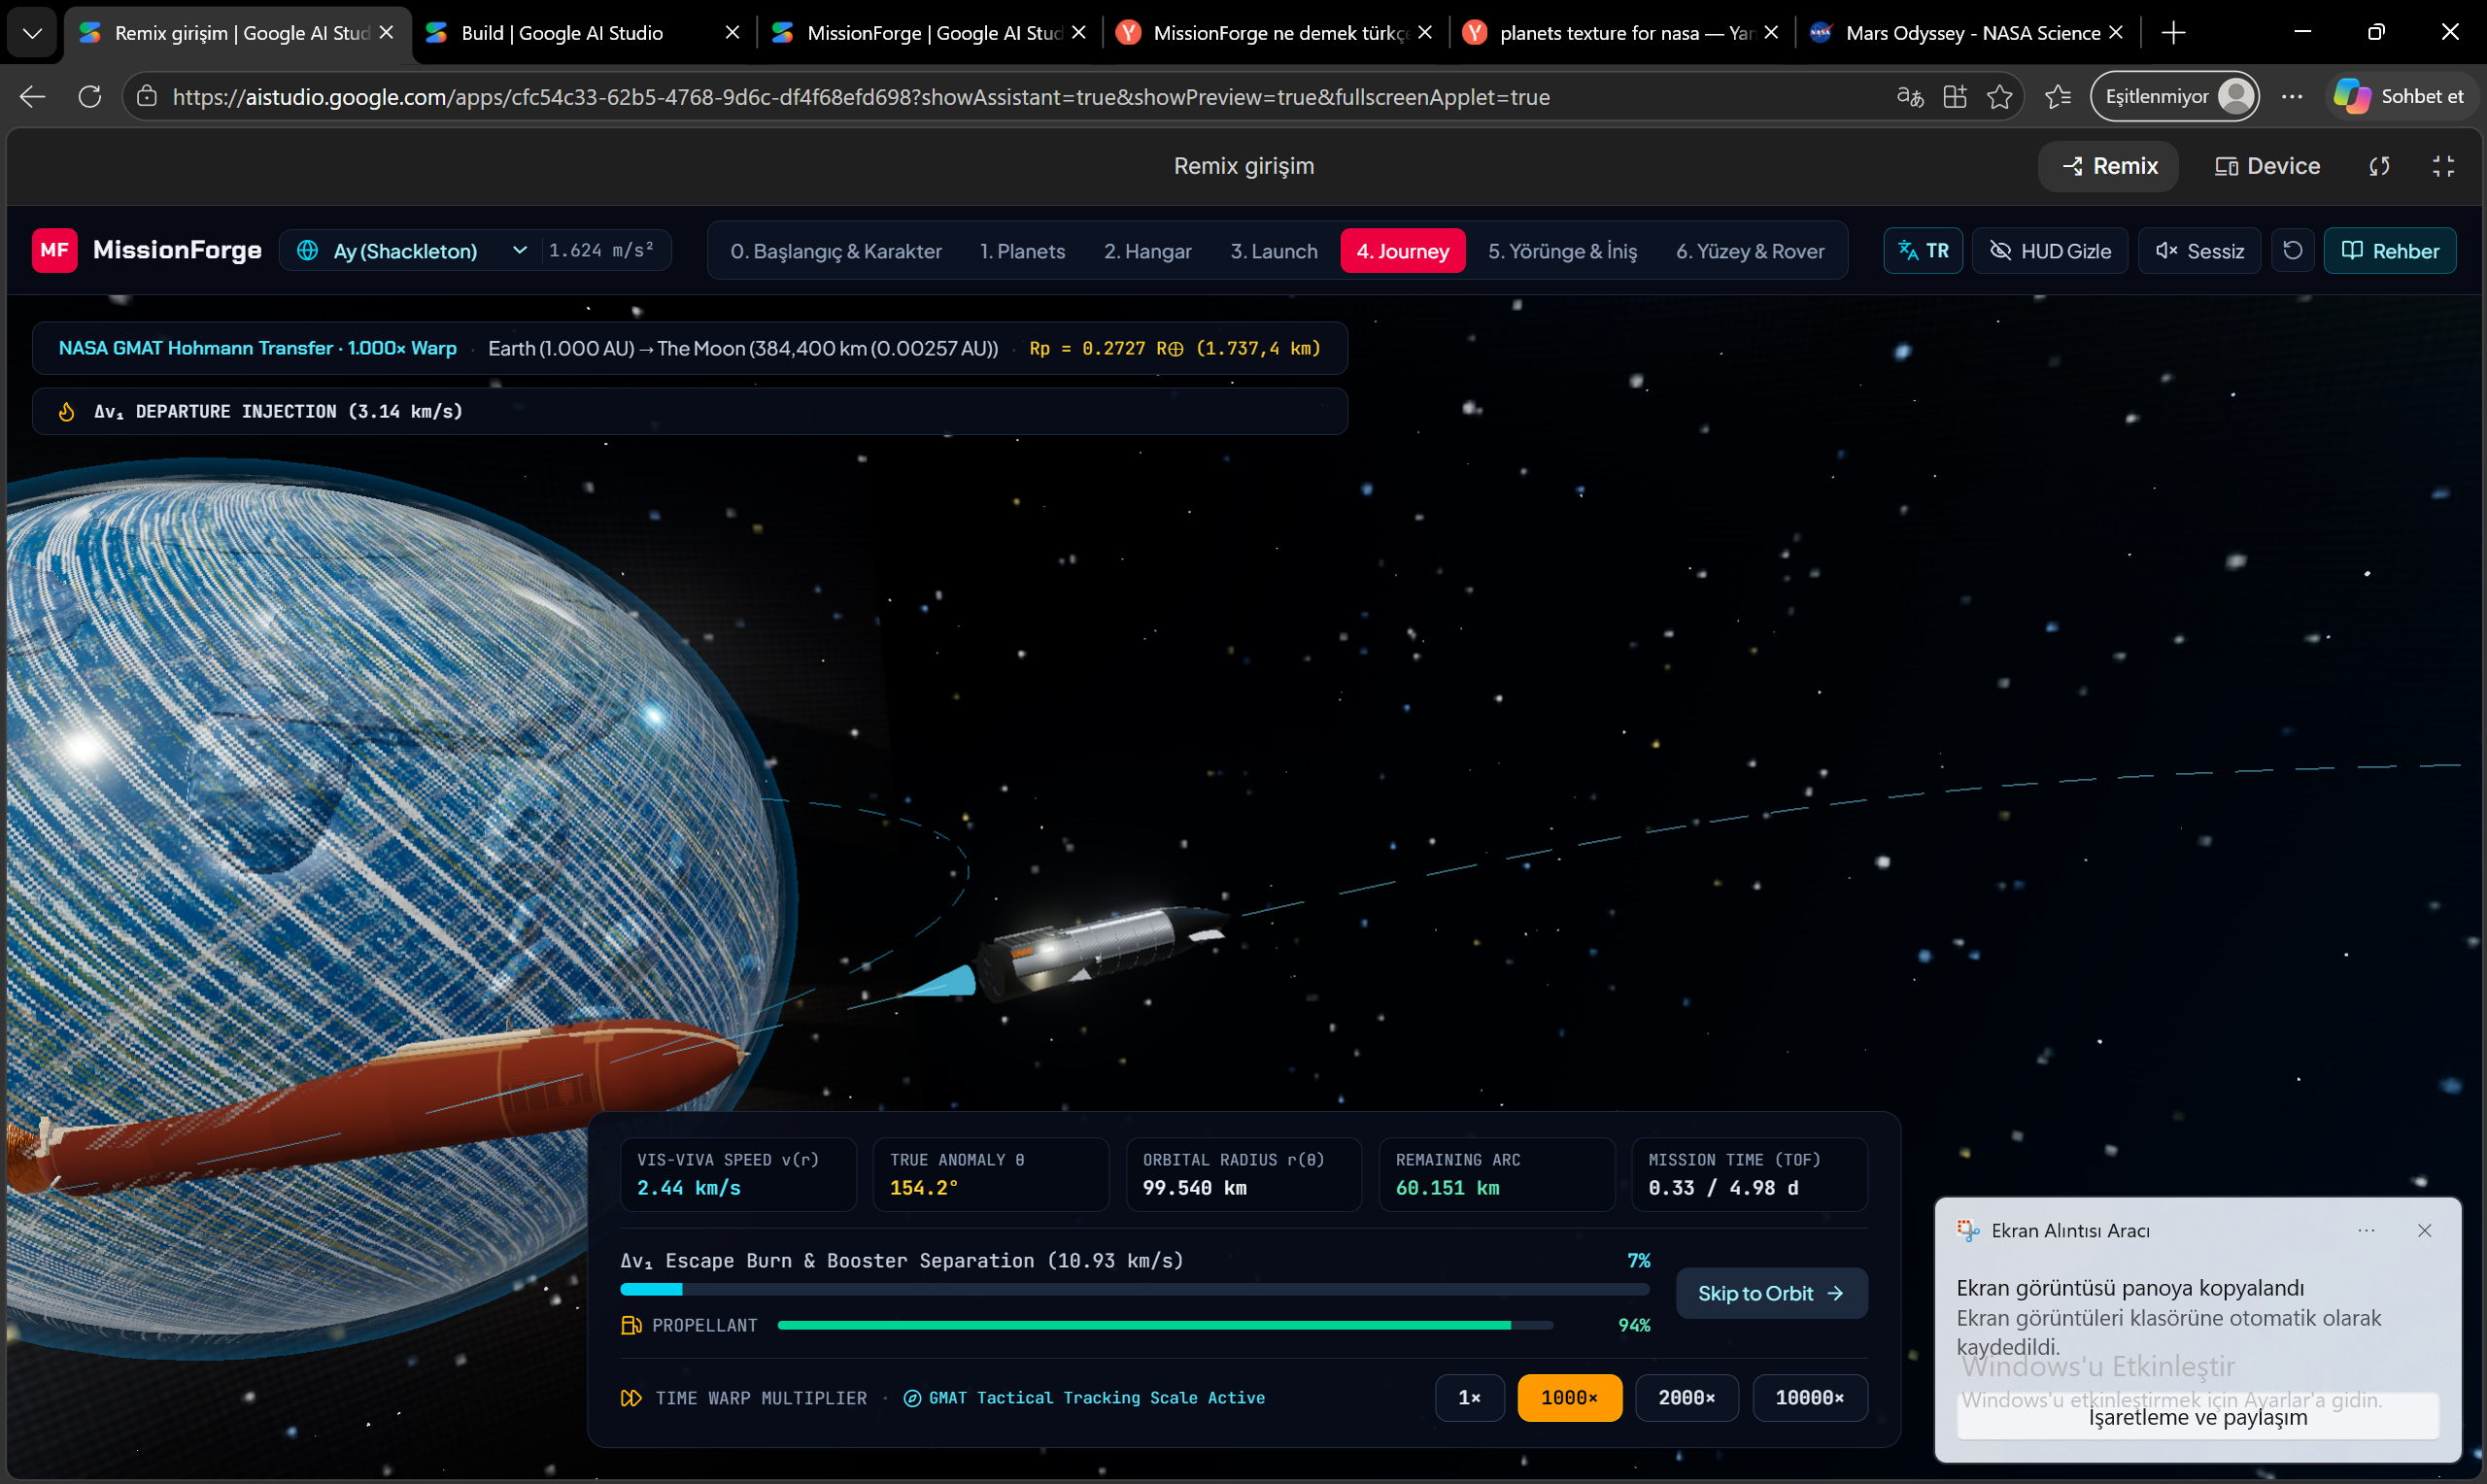 Remix girişim | Google AI Stud
Build | Google AI Studio
MissionForge | Google AI Stud
MissionForge ne demek türkç
planets texture for nasa — Yan
Mars Odyssey - NASA Science
https://aistudio.google.com/apps/cfc54c33-62b5-4768-9d6c-df4f68efd698?showAssistant=true&showPreview=true&fullscreenApplet=true
Eşitlenmiyor
Sohbet et
Remix girişim
Remix
Device
MF MissionForge
Ay (Shackleton)
1.624 m/s²
0. Başlangıç & Karakter
1. Planets
2. Hangar
3. Launch
4. Journey
5. Yörünge & İniş
6. Yüzey & Rover
TR
HUD Gizle
Sessiz
Rehber
NASA GMAT Hohmann Transfer · 1.000× Warp · Earth (1.000 AU) → The Moon (384,400 km (0.00257 AU)) · Rp = 0.2727 R⊕ (1.737,4 km)
Δv₁ DEPARTURE INJECTION (3.14 km/s)
VIS-VIVA SPEED v(r)
2.44 km/s
TRUE ANOMALY θ
154.2°
ORBITAL RADIUS r(θ)
99.540 km
REMAINING ARC
60.151 km
MISSION TIME (TOF)
0.33 / 4.98 d
Δv₁ Escape Burn & Booster Separation (10.93 km/s)
7%
PROPELLANT
94%
Skip to Orbit →
TIME WARP MULTIPLIER · GMAT Tactical Tracking Scale Active
1×
1000×
2000×
10000×
Ekran Alıntısı Aracı
Ekran görüntüsü panoya kopyalandı
Ekran görüntüleri klasörüne otomatik olarak
kaydedildi.
Windows'u Etkinleştir
Windows'u etkinleştirmek için Ayarlar'a gidin.
İşaretleme ve paylaşım